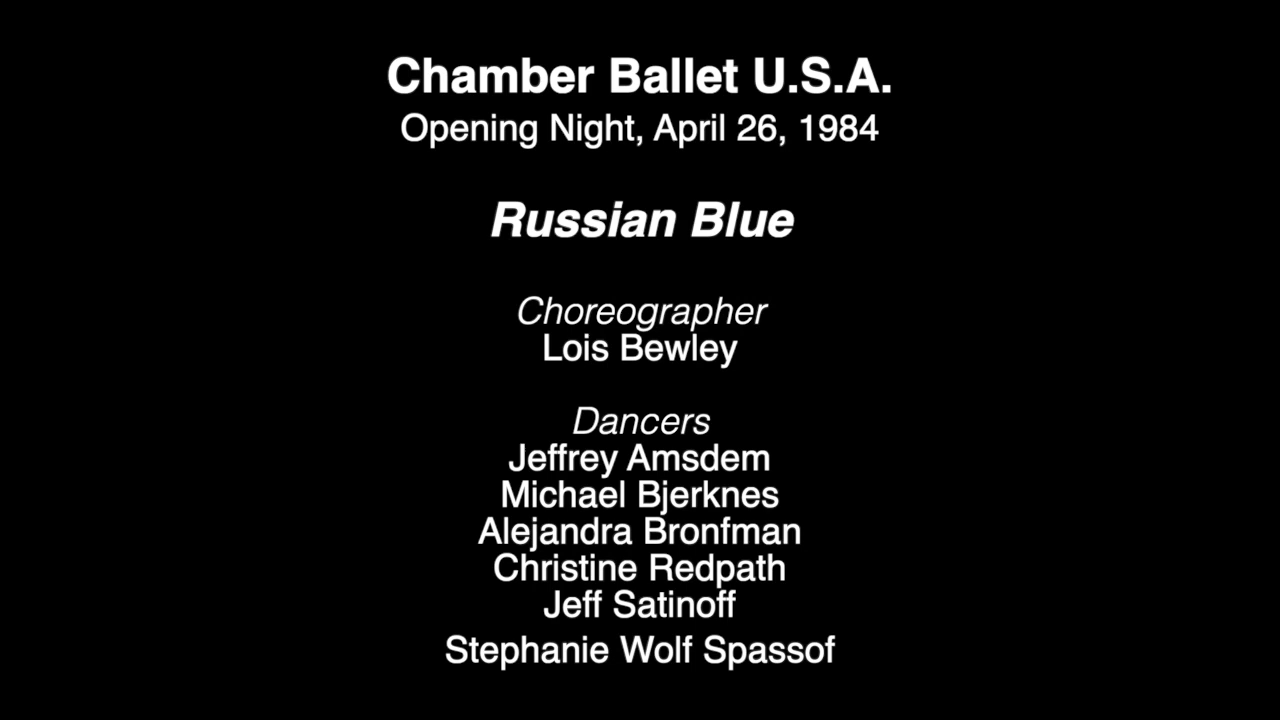 Chamber Ballet U.S.A.
Opening Night, April 26, 1984
Russian Blue
Choreographer
Lois Bewley
Dancers
Jeffrey Amsdem
Michael Bjerknes
Alejandra Bronfman
Christine Redpath
Jeff Satinoff
Stephanie Wolf Spassof